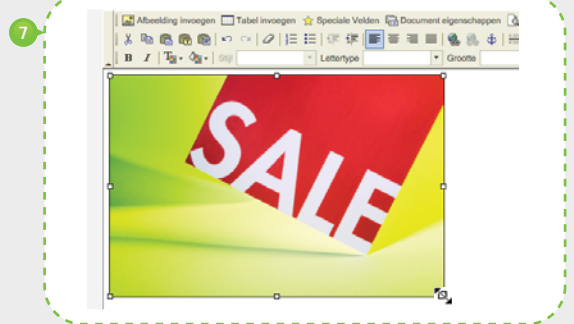 7
Afbeelding invoegen Tabel invoegen Speciale Velden Document eigenschappen
B I T Stijl Lettertype Grootte
SALE